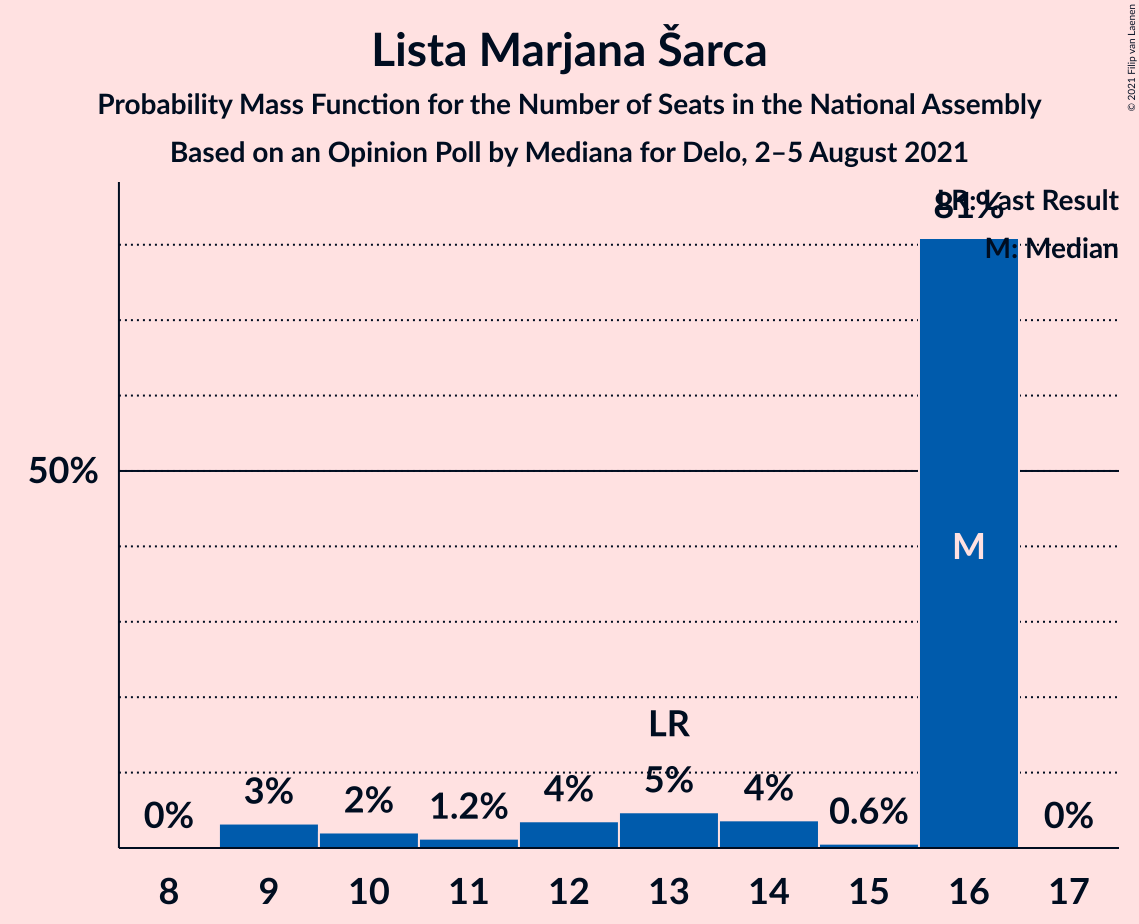 Lista Marjana Šarca
Probability Mass Function for the Number of Seats in the National Assembly
Based on an Opinion Poll by Mediana for Delo, 2–5 August 2021
© 2021 Filip van Laenen
LR: Last Result
M: Median
50%
0%
3%
2%
1.2%
4%
LR
5%
4%
0.6%
81%
M
0%
8 9 10 11 12 13 14 15 16 17